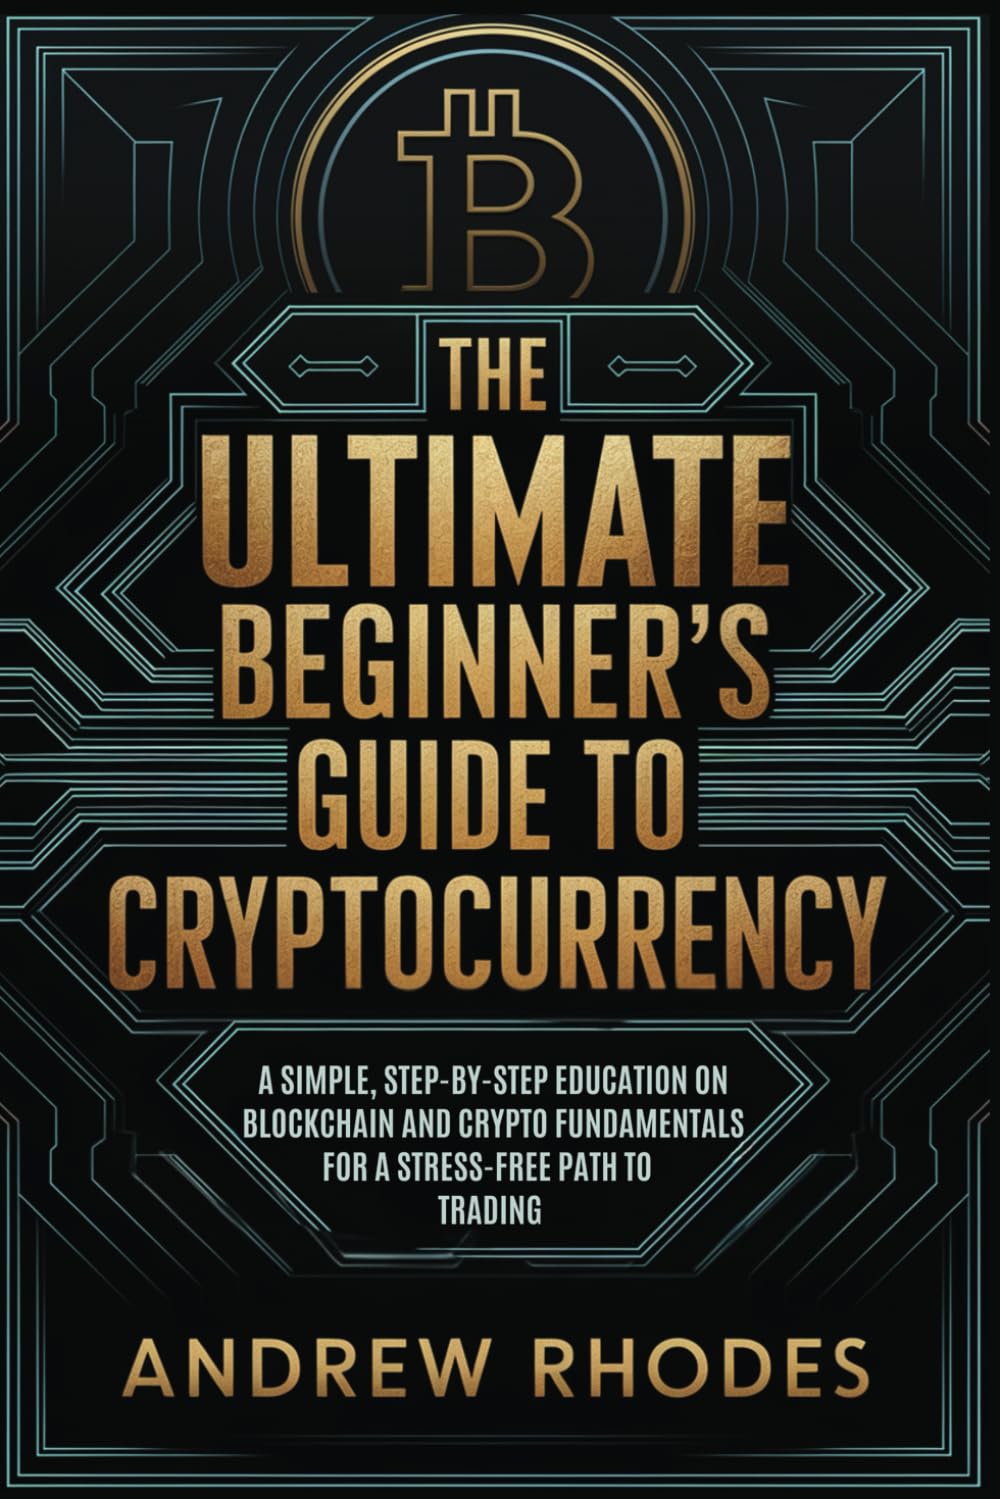 THE
ULTIMATE
BEGINNER'S
GUIDE TO
CRYPTOCURRENCY
A SIMPLE, STEP-BY-STEP EDUCATION ON
BLOCKCHAIN AND CRYPTO FUNDAMENTALS
FOR A STRESS-FREE PATH TO
TRADING
ANDREW RHODES